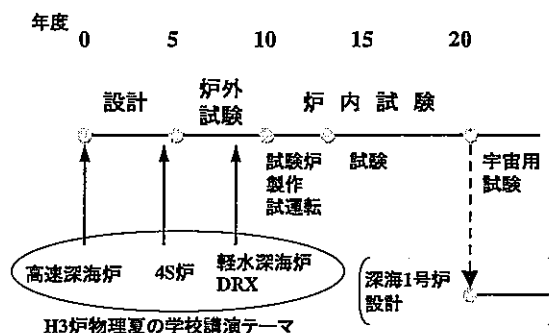 年度
0 5 10 15 20
設計
炉外
試験
炉内試験
試験炉
製作
試運転
試験
宇宙用
試験
高速深海炉
4S炉
軽水深海炉
DRX
深海1号炉
設計
H3炉物理夏の学校講演テーマ